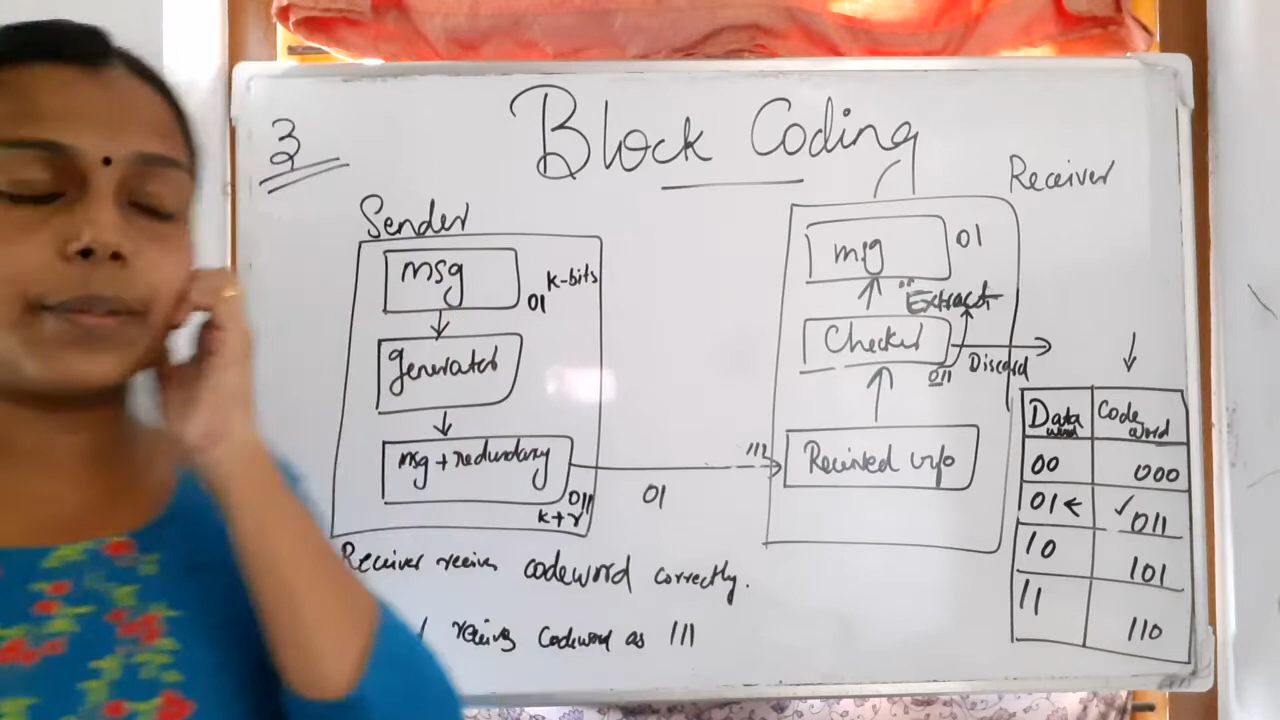 3
Block Coding
Sender
msg
01
k-bits
generator
msg + redundancy
011
k+r
01
Receiver
msg
01
"Extract
Checker
011
Discard
111
Received
Data word
Code word
00
000
01
011
10
101
11
110
Receiver receives codeword correctly.
receives Codeword as 111